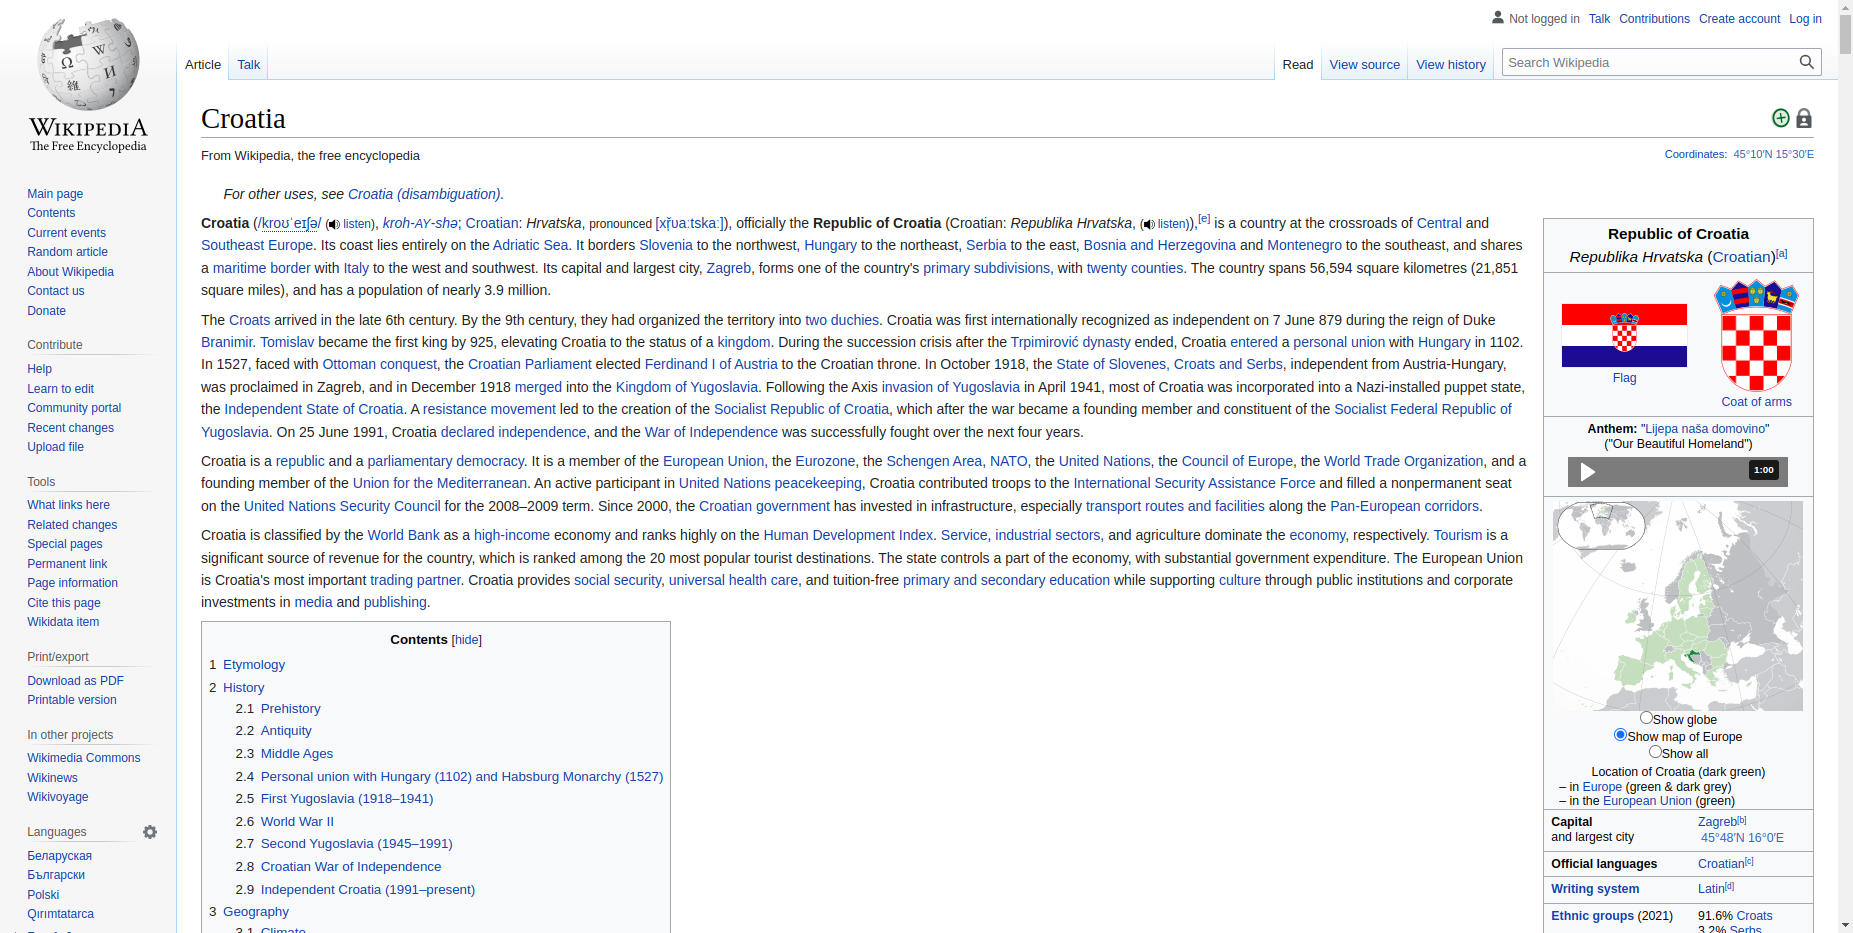 Not logged in Talk Contributions Create account Log in
Article Talk Read View source View history Search Wikipedia
WIKIPEDIA
The Free Encyclopedia
Main page
Contents
Current events
Random article
About Wikipedia
Contact us
Donate
Contribute
Help
Learn to edit
Community portal
Recent changes
Upload file
Tools
What links here
Related changes
Special pages
Permanent link
Page information
Cite this page
Wikidata item
Print/export
Download as PDF
Printable version
In other projects
Wikimedia Commons
Wikinews
Wikivoyage
Languages
Беларуская
Български
Polski
Qırımtatarca
Croatia
From Wikipedia, the free encyclopedia
Coordinates: 45°10′N 15°30′E
For other uses, see Croatia (disambiguation).
Croatia (/kroʊˈeɪʃə/ (listen), kroh-AY-shə; Croatian: Hrvatska, pronounced [xř̩ʋaːtskaː]), officially the Republic of Croatia (Croatian: Republika Hrvatska, (listen)),[e] is a country at the crossroads of Central and
Southeast Europe. Its coast lies entirely on the Adriatic Sea. It borders Slovenia to the northwest, Hungary to the northeast, Serbia to the east, Bosnia and Herzegovina and Montenegro to the southeast, and shares
a maritime border with Italy to the west and southwest. Its capital and largest city, Zagreb, forms one of the country's primary subdivisions, with twenty counties. The country spans 56,594 square kilometres (21,851
square miles), and has a population of nearly 3.9 million.
The Croats arrived in the late 6th century. By the 9th century, they had organized the territory into two duchies. Croatia was first internationally recognized as independent on 7 June 879 during the reign of Duke
Branimir. Tomislav became the first king by 925, elevating Croatia to the status of a kingdom. During the succession crisis after the Trpimirović dynasty ended, Croatia entered a personal union with Hungary in 1102.
In 1527, faced with Ottoman conquest, the Croatian Parliament elected Ferdinand I of Austria to the Croatian throne. In October 1918, the State of Slovenes, Croats and Serbs, independent from Austria-Hungary,
was proclaimed in Zagreb, and in December 1918 merged into the Kingdom of Yugoslavia. Following the Axis invasion of Yugoslavia in April 1941, most of Croatia was incorporated into a Nazi-installed puppet state,
the Independent State of Croatia. A resistance movement led to the creation of the Socialist Republic of Croatia, which after the war became a founding member and constituent of the Socialist Federal Republic of
Yugoslavia. On 25 June 1991, Croatia declared independence, and the War of Independence was successfully fought over the next four years.
Croatia is a republic and a parliamentary democracy. It is a member of the European Union, the Eurozone, the Schengen Area, NATO, the United Nations, the Council of Europe, the World Trade Organization, and a
founding member of the Union for the Mediterranean. An active participant in United Nations peacekeeping, Croatia contributed troops to the International Security Assistance Force and filled a nonpermanent seat
on the United Nations Security Council for the 2008–2009 term. Since 2000, the Croatian government has invested in infrastructure, especially transport routes and facilities along the Pan-European corridors.
Croatia is classified by the World Bank as a high-income economy and ranks highly on the Human Development Index. Service, industrial sectors, and agriculture dominate the economy, respectively. Tourism is a
significant source of revenue for the country, which is ranked among the 20 most popular tourist destinations. The state controls a part of the economy, with substantial government expenditure. The European Union
is Croatia's most important trading partner. Croatia provides social security, universal health care, and tuition-free primary and secondary education while supporting culture through public institutions and corporate
investments in media and publishing.
Contents [hide]
1 Etymology
2 History
2.1 Prehistory
2.2 Antiquity
2.3 Middle Ages
2.4 Personal union with Hungary (1102) and Habsburg Monarchy (1527)
2.5 First Yugoslavia (1918–1941)
2.6 World War II
2.7 Second Yugoslavia (1945–1991)
2.8 Croatian War of Independence
2.9 Independent Croatia (1991–present)
3 Geography
3.1 Climate
Republic of Croatia
Republika Hrvatska (Croatian)[a]
Flag
Coat of arms
Anthem: "Lijepa naša domovino"
("Our Beautiful Homeland")
1:00
Show globe
Show map of Europe
Show all
Location of Croatia (dark green)
– in Europe (green & dark grey)
– in the European Union (green)
Capital Zagreb[b]
and largest city 45°48′N 16°0′E
Official languages Croatian[c]
Writing system Latin[d]
Ethnic groups (2021) 91.6% Croats
3.2% Serbs